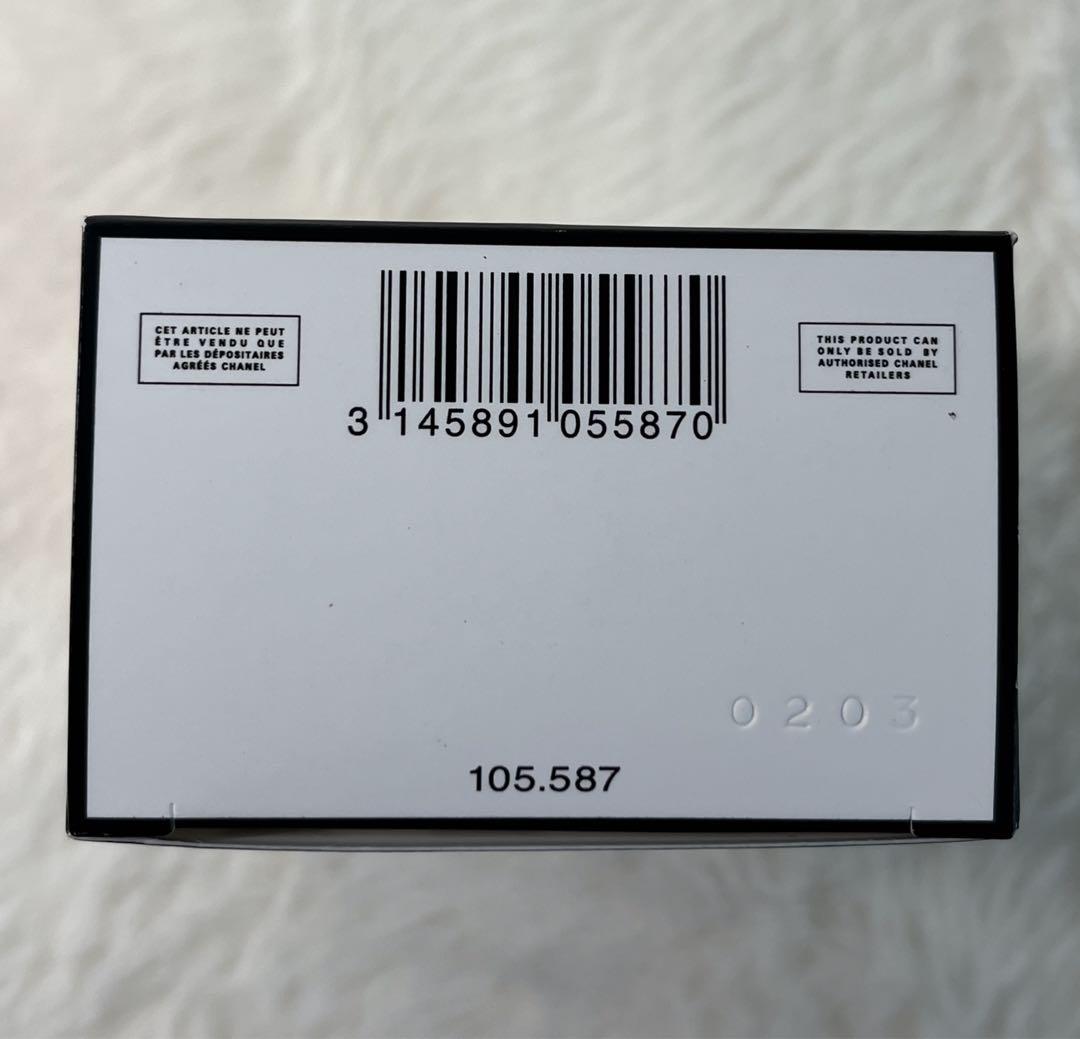 CET ARTICLE NE PEUT
ÊTRE VENDU QUE
PAR LES DÉPOSITAIRES
AGRÉÉS CHANEL
THIS PRODUCT CAN
ONLY BE SOLD BY
AUTHORISED CHANEL
RETAILERS
3 145891 055870
0203
105.587